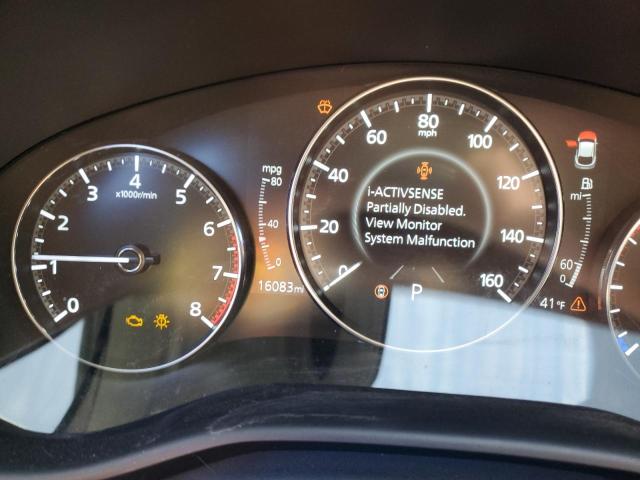 0
1
2
3
4
5
6
7
8
x1000r/min
mpg
80
40
0
16083mi
0
20
40
60
80
mph
100
120
140
160
i-ACTIVSENSE
Partially Disabled.
View Monitor
System Malfunction
P
mi
60
0
41°F